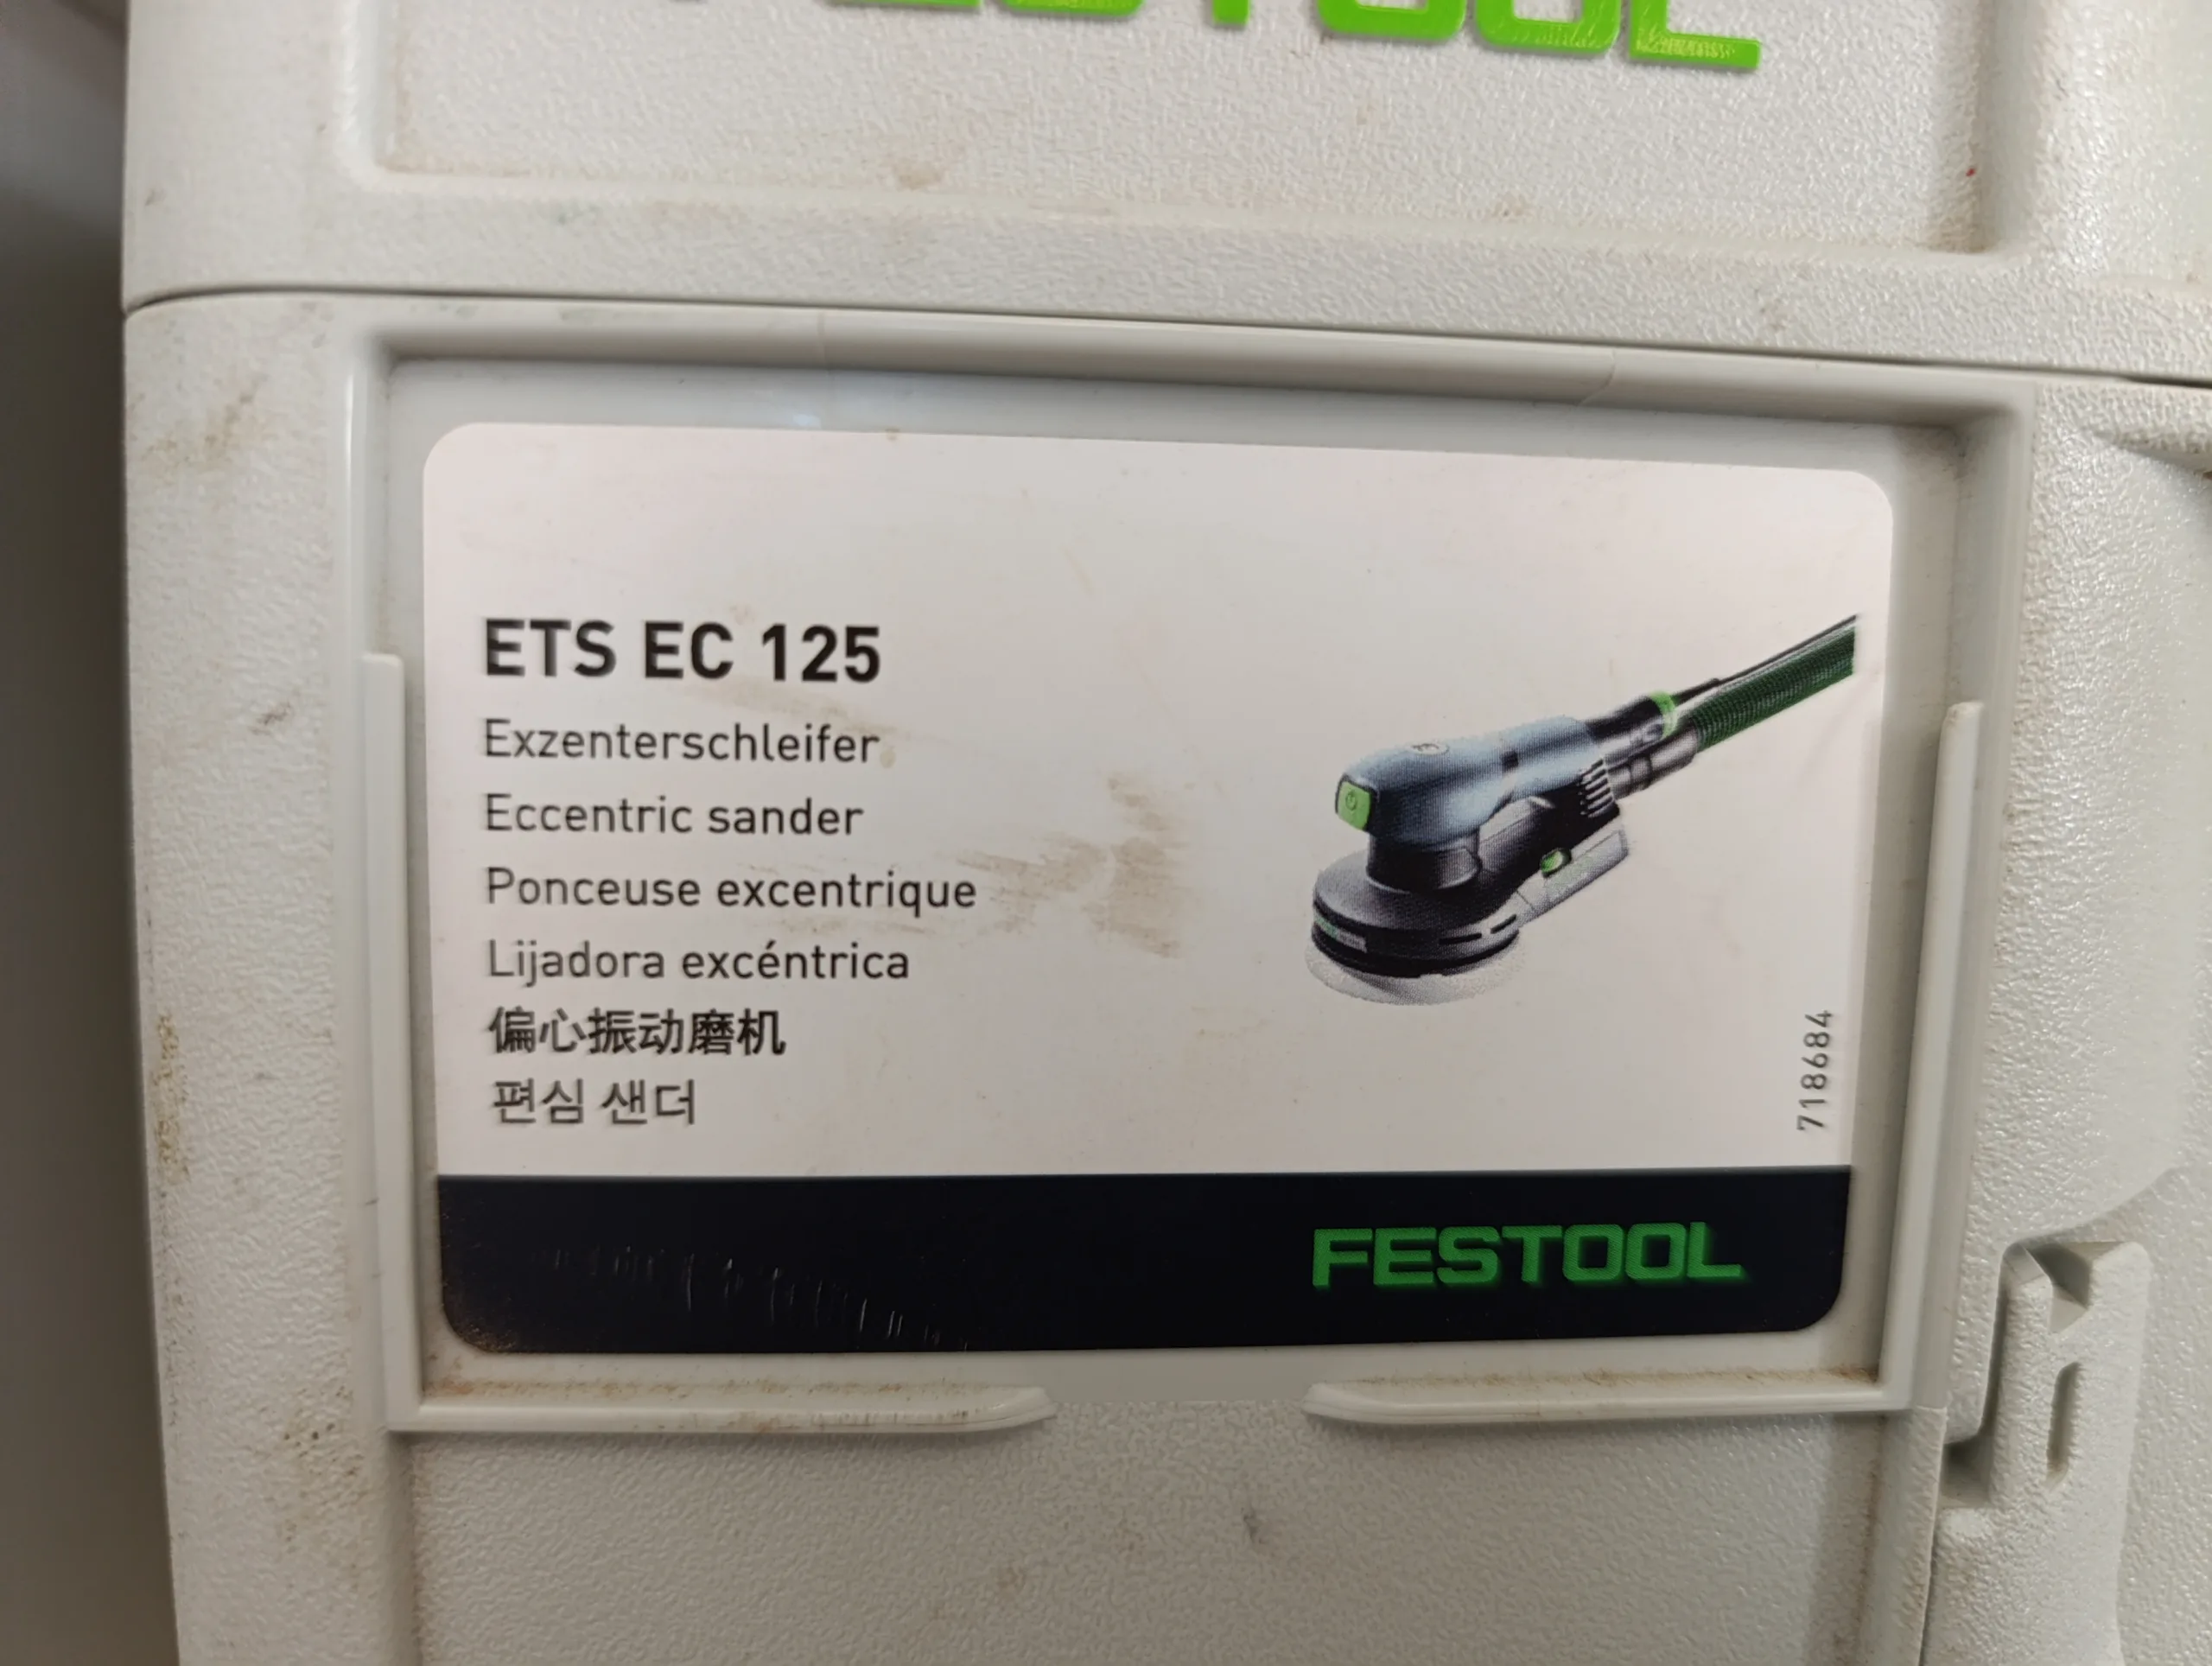 FESTOOL
ETS EC 125
Exzenterschleifer
Eccentric sander
Ponceuse excentrique
Lijadora excéntrica
偏心振动磨机
편심 샌더
718684
FESTOOL